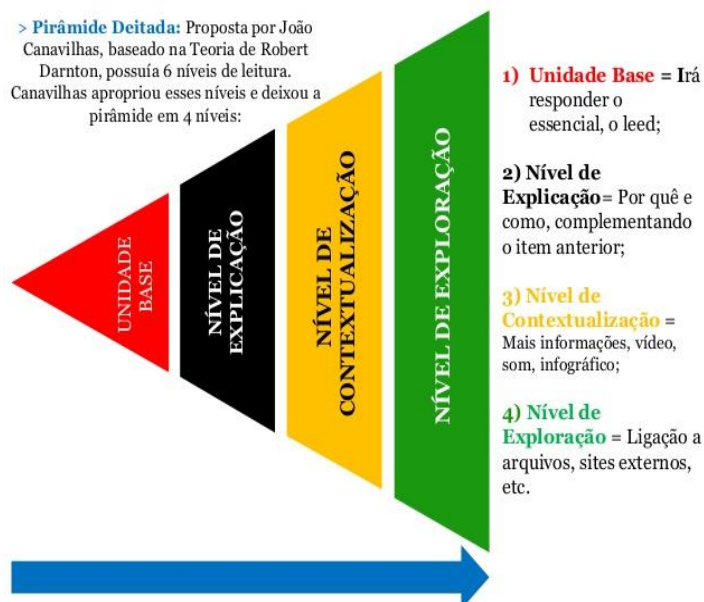 > Pirâmide Deitada: Proposta por João
Canavilhas, baseado na Teoria de Robert
Darnton, possuía 6 níveis de leitura.
Canavilhas apropriou esses níveis e deixou a
pirâmide em 4 níveis:
UNIDADE
BASE
NÍVEL DE
EXPLICAÇÃO
NÍVEL DE
CONTEXTUALIZAÇÃO
NÍVEL DE EXPLORAÇÃO
1) Unidade Base = Irá
responder o
essencial, o leed;
2) Nível de
Explicação= Por quê e
como, complementando
o item anterior;
3) Nível de
Contextualização =
Mais informações, vídeo,
som, infográfico;
4) Nível de
Exploração = Ligação a
arquivos, sites externos,
etc.